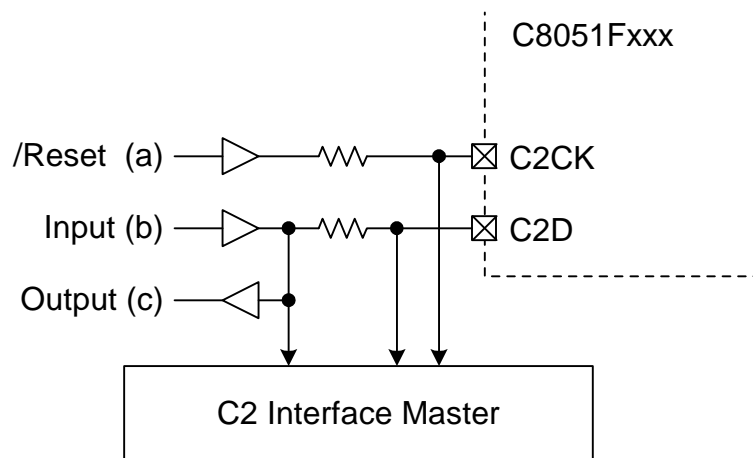 C8051Fxxx
/Reset (a)
C2CK
Input (b)
C2D
Output (c)
C2 Interface Master